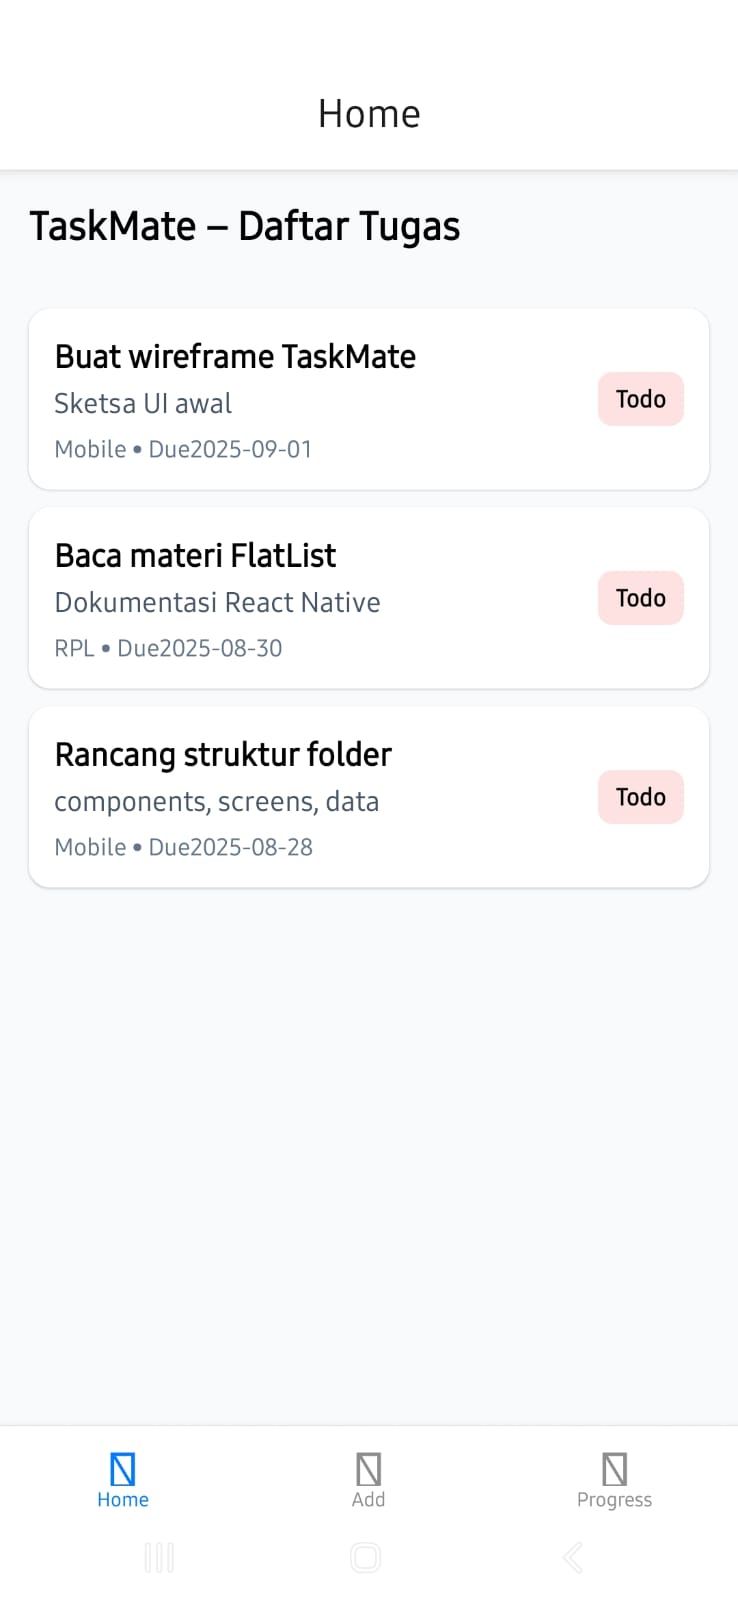 Home
TaskMate – Daftar Tugas
Buat wireframe TaskMate
Sketsa UI awal
Todo
Mobile • Due2025-09-01
Baca materi FlatList
Dokumentasi React Native
Todo
RPL • Due2025-08-30
Rancang struktur folder
components, screens, data
Todo
Mobile • Due2025-08-28
Home
Add
Progress